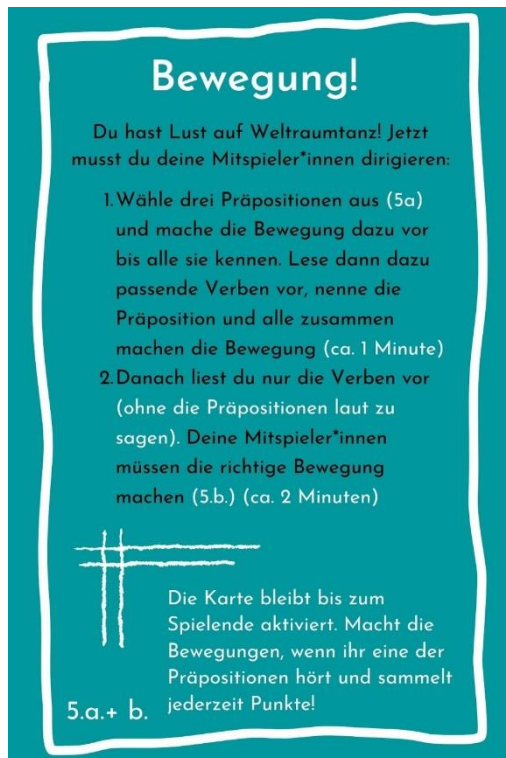 Bewegung!
Du hast Lust auf Weltraumtanz! Jetzt
musst du deine Mitspieler*innen dirigieren:
1. Wähle drei Präpositionen aus (5a)
und mache die Bewegung dazu vor
bis alle sie kennen. Lese dann dazu
passende Verben vor, nenne die
Präposition und alle zusammen
machen die Bewegung (ca. 1 Minute)
2. Danach liest du nur die Verben vor
(ohne die Präpositionen laut zu
sagen). Deine Mitspieler*innen
müssen die richtige Bewegung
machen (5.b.) (ca. 2 Minuten)
Die Karte bleibt bis zum
Spielende aktiviert. Macht die
Bewegungen, wenn ihr eine der
Präpositionen hört und sammelt
jederzeit Punkte!
5.a.+ b.